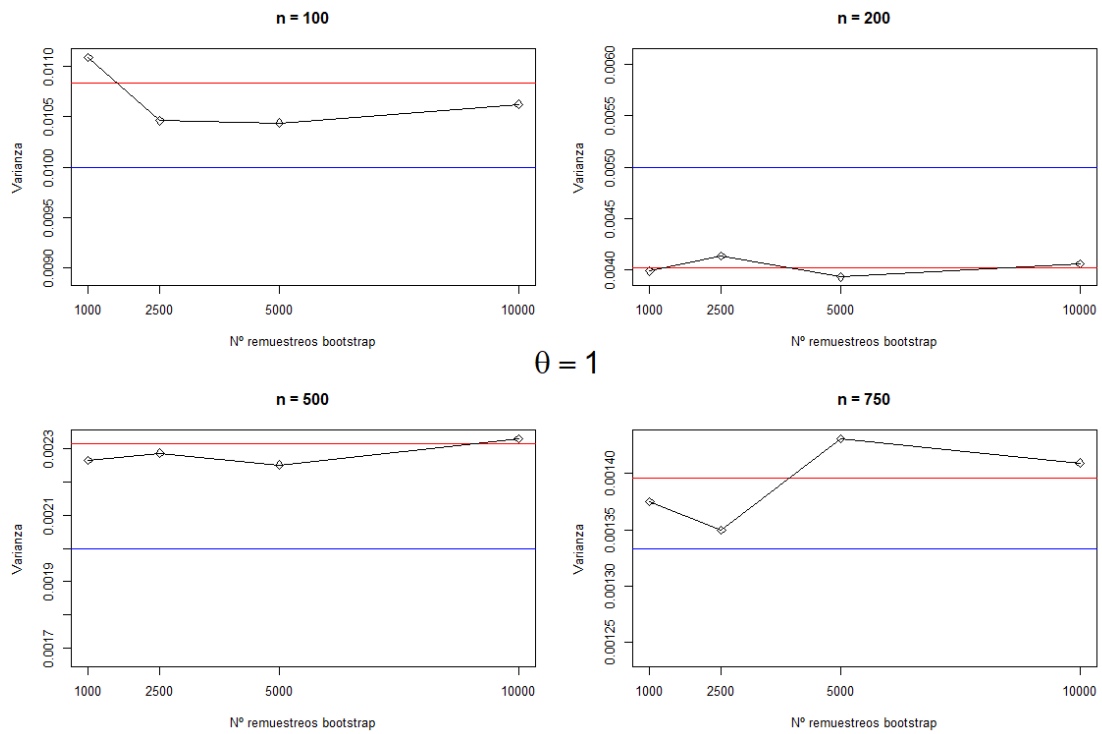 n = 100
0.0110
0.0105
0.0100
0.0095
0.0090
Varianza
1000 2500 5000 10000
Nº remuestreos bootstrap
n = 200
0.0060
0.0055
0.0050
0.0045
0.0040
Varianza
1000 2500 5000 10000
Nº remuestreos bootstrap
θ = 1
n = 500
0.0023
0.0021
0.0019
0.0017
Varianza
1000 2500 5000 10000
Nº remuestreos bootstrap
n = 750
0.00140
0.00135
0.00130
0.00125
Varianza
1000 2500 5000 10000
Nº remuestreos bootstrap